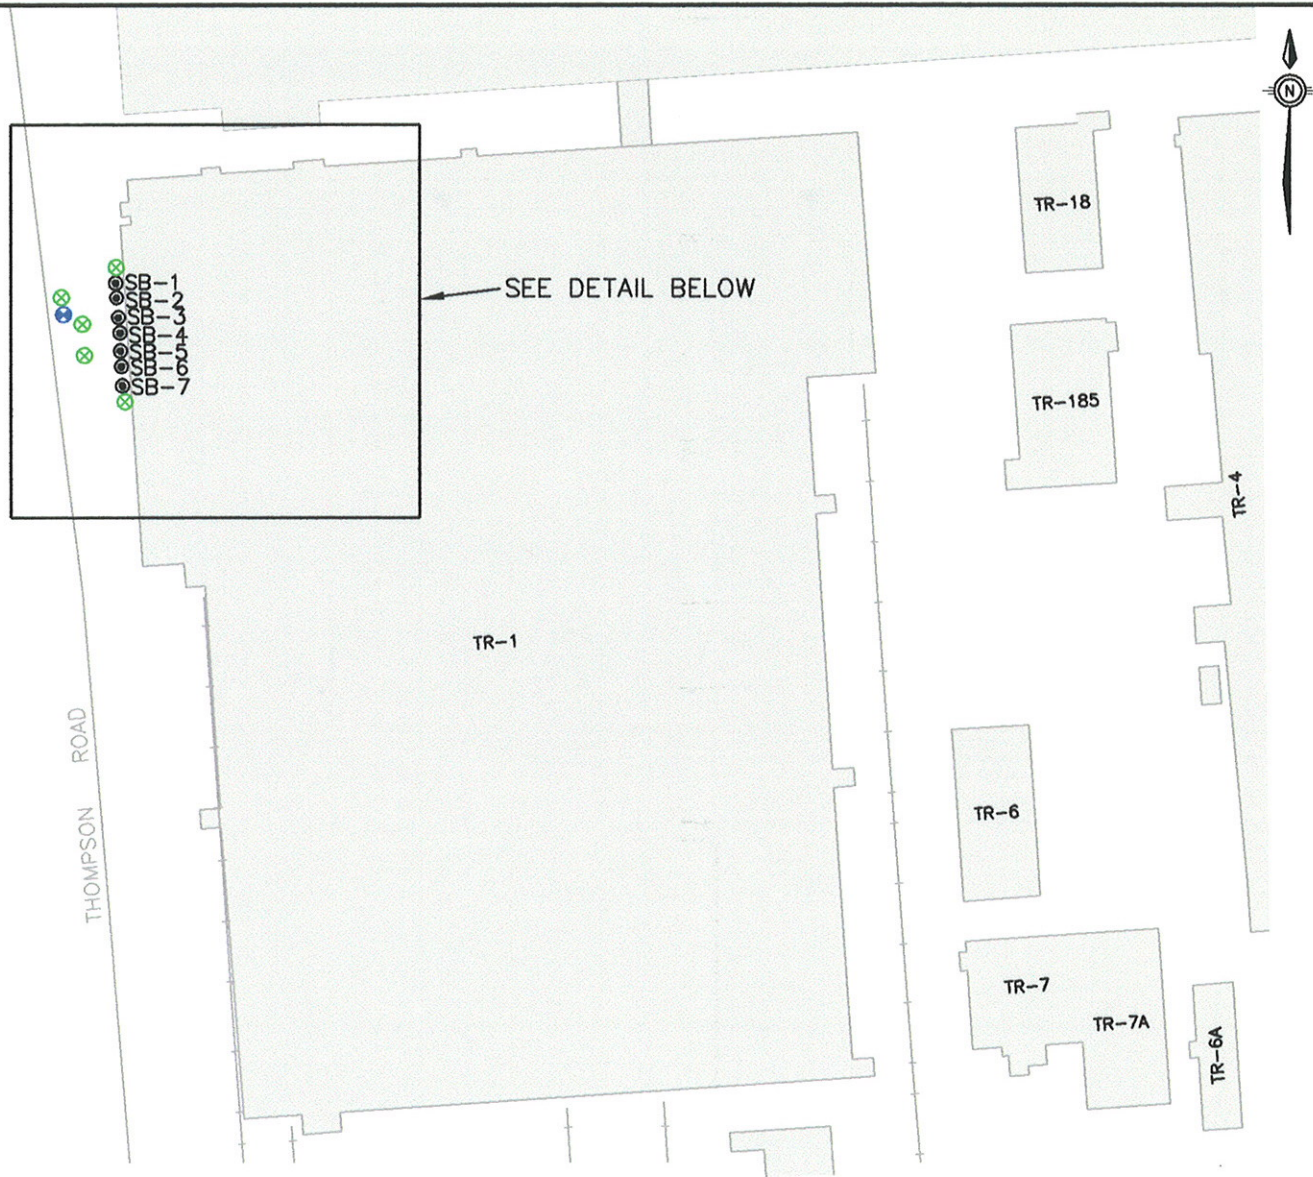 N
TR-18
SB-1
SB-2
SB-3
SB-4
SB-5
SB-6
SB-7
SEE DETAIL BELOW
TR-185
TR-4
TR-1
THOMPSON ROAD
TR-6
TR-7
TR-7A
TR-6A